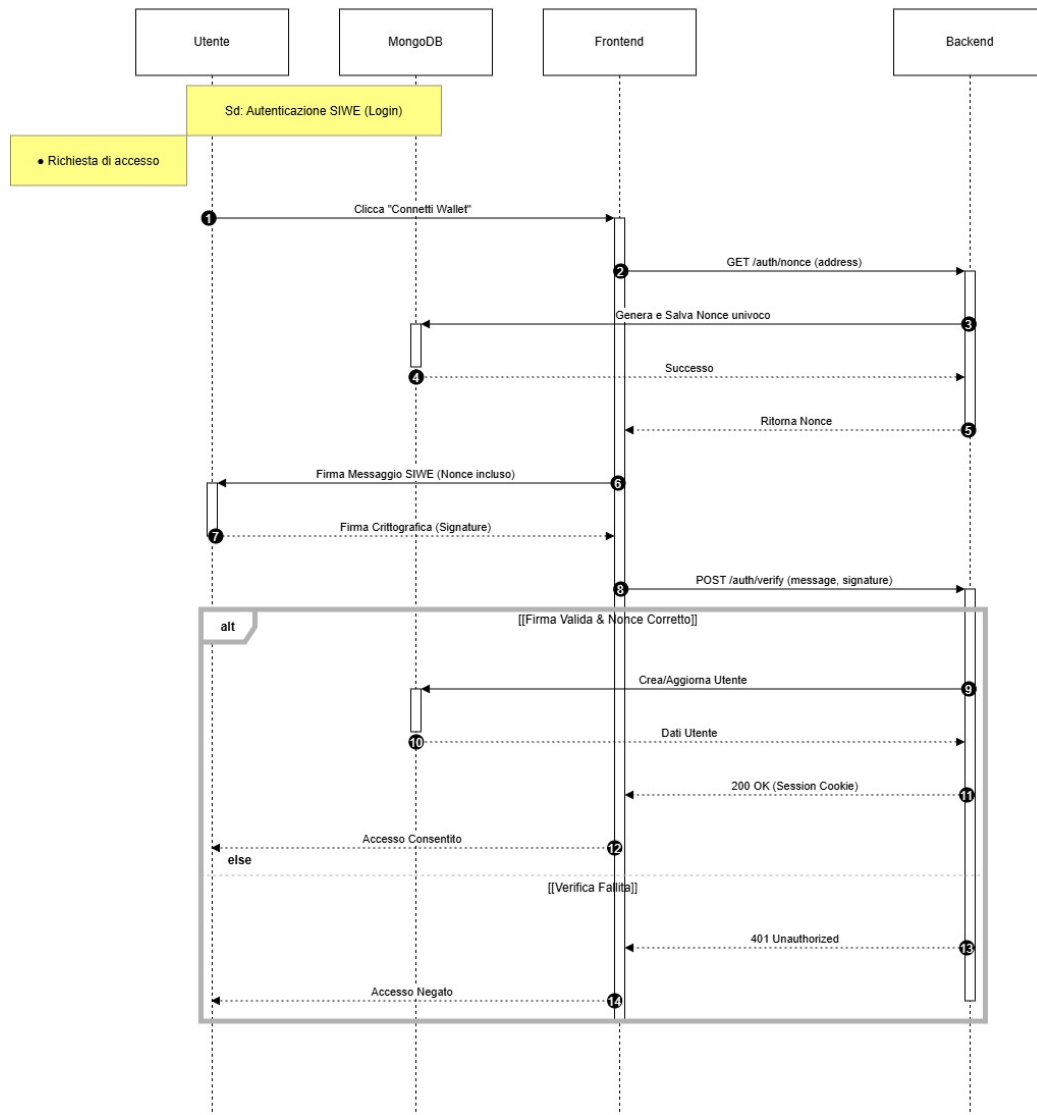 Utente
MongoDB
Frontend
Backend
Sd: Autenticazione SIWE (Login)
● Richiesta di accesso
1
Clicca "Connetti Wallet"
2
GET /auth/nonce (address)
Genera e Salva Nonce univoco
3
4
Successo
Ritorna Nonce
5
Firma Messaggio SIWE (Nonce incluso)
6
7
Firma Crittografica (Signature)
8
POST /auth/verify (message, signature)
alt
[[Firma Valida & Nonce Corretto]]
Crea/Aggiorna Utente
9
10
Dati Utente
200 OK (Session Cookie)
11
Accesso Consentito
12
else
[[Verifica Fallita]]
401 Unauthorized
13
Accesso Negato
14